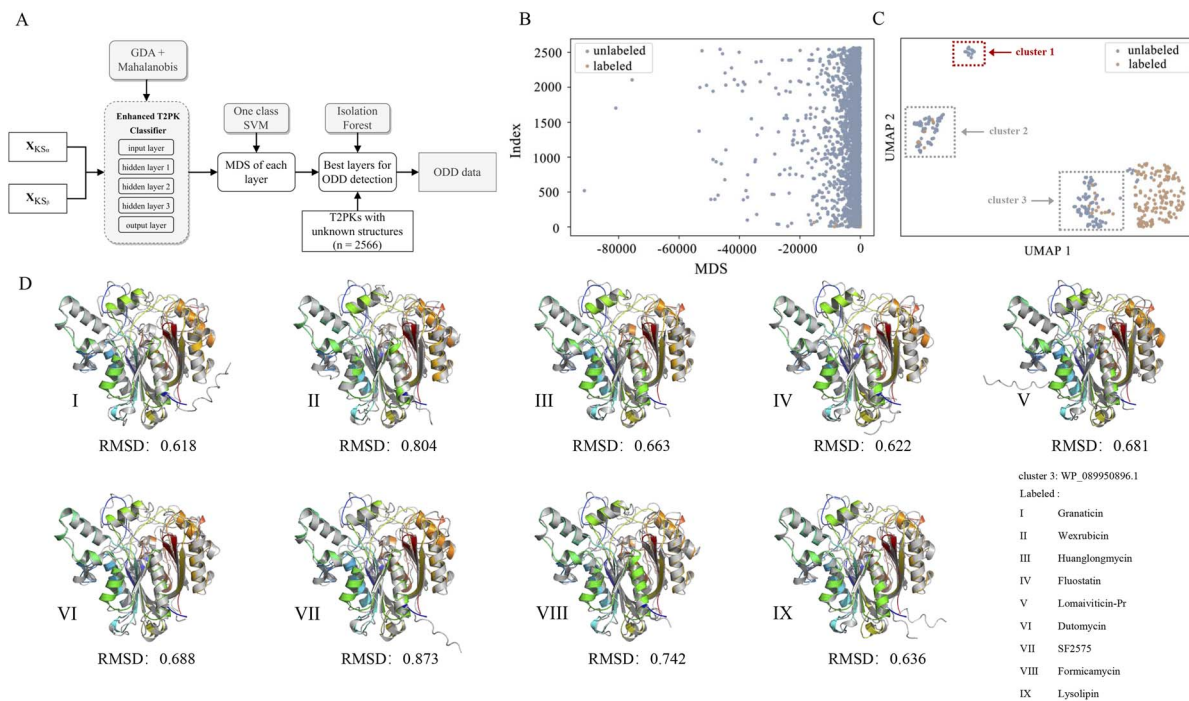 A
GDA +
Mahalanobis
Enhanced T2PK
Classifier
input layer
hidden layer 1
hidden layer 2
hidden layer 3
output layer
X KSα
X KSβ
One class
SVM
MDS of each
layer
Isolation
Forest
Best layers for
ODD detection
T2PKs with
unknown structures
(n = 2566)
ODD data
B
unlabeled
labeled
Index
2500
2000
1500
1000
500
0
-80000 -60000 -40000 -20000 0
MDS
C
unlabeled
labeled
cluster 1
cluster 2
cluster 3
UMAP 2
UMAP 1
D
I
RMSD: 0.618
II
RMSD: 0.804
III
RMSD: 0.663
IV
RMSD: 0.622
V
RMSD: 0.681
VI
RMSD: 0.688
VII
RMSD: 0.873
VIII
RMSD: 0.742
IX
RMSD: 0.636
cluster 3: WP_089950896.1
Labeled :
I Granaticin
II Wexrubicin
III Huanglongmycin
IV Fluostatin
V Lomaiviticin-Pr
VI Dutomycin
VII SF2575
VIII Formicamycin
IX Lysolipin